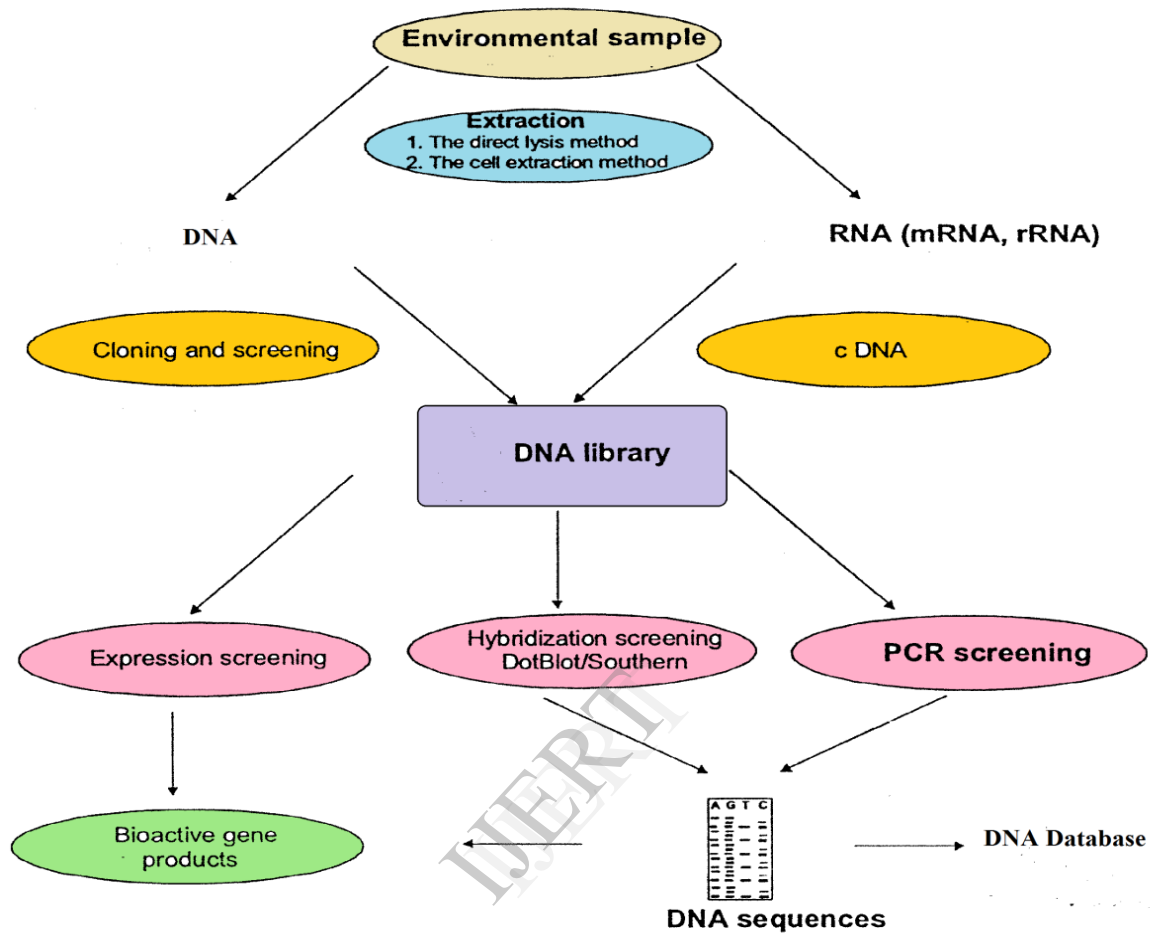 Environmental sample
Extraction
1. The direct lysis method
2. The cell extraction method
DNA
RNA (mRNA, rRNA)
Cloning and screening
c DNA
DNA library
Expression screening
Hybridization screening
DotBlot/Southern
PCR screening
IJERT
Bioactive gene
products
A G T C
DNA Database
DNA sequences